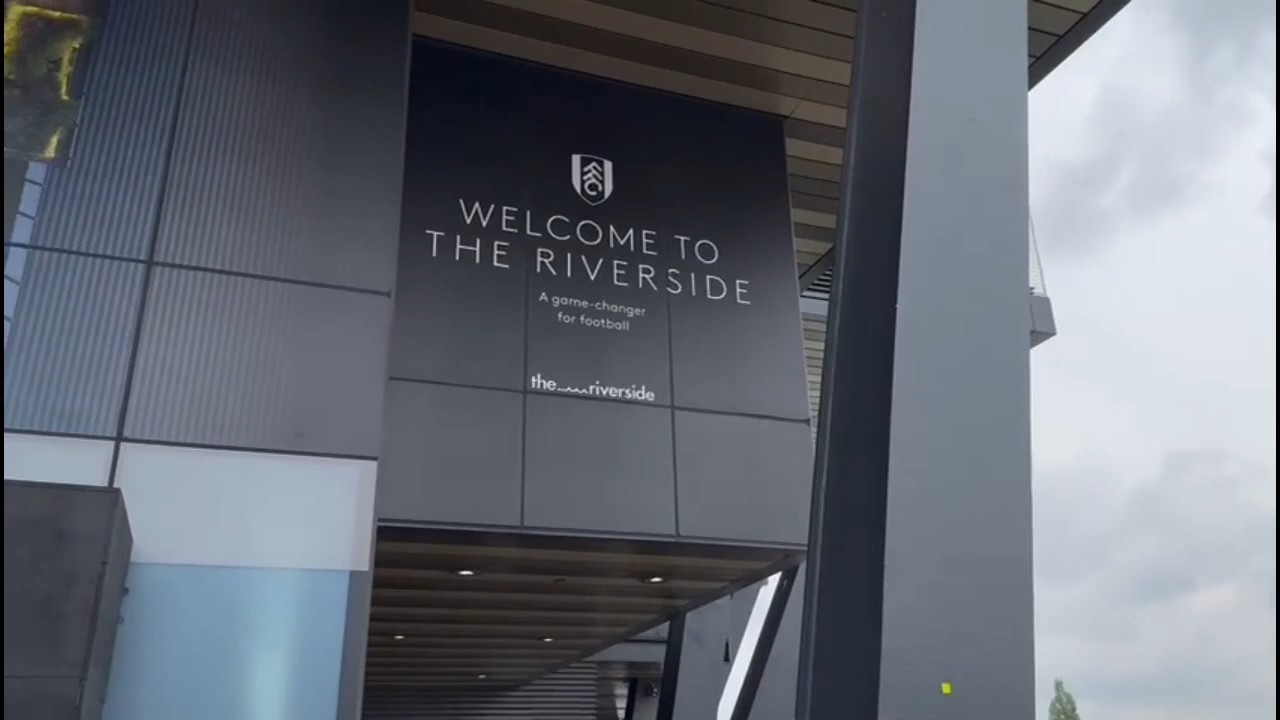 WELCOME TO
THE RIVERSIDE
A game-changer
for football
the riverside